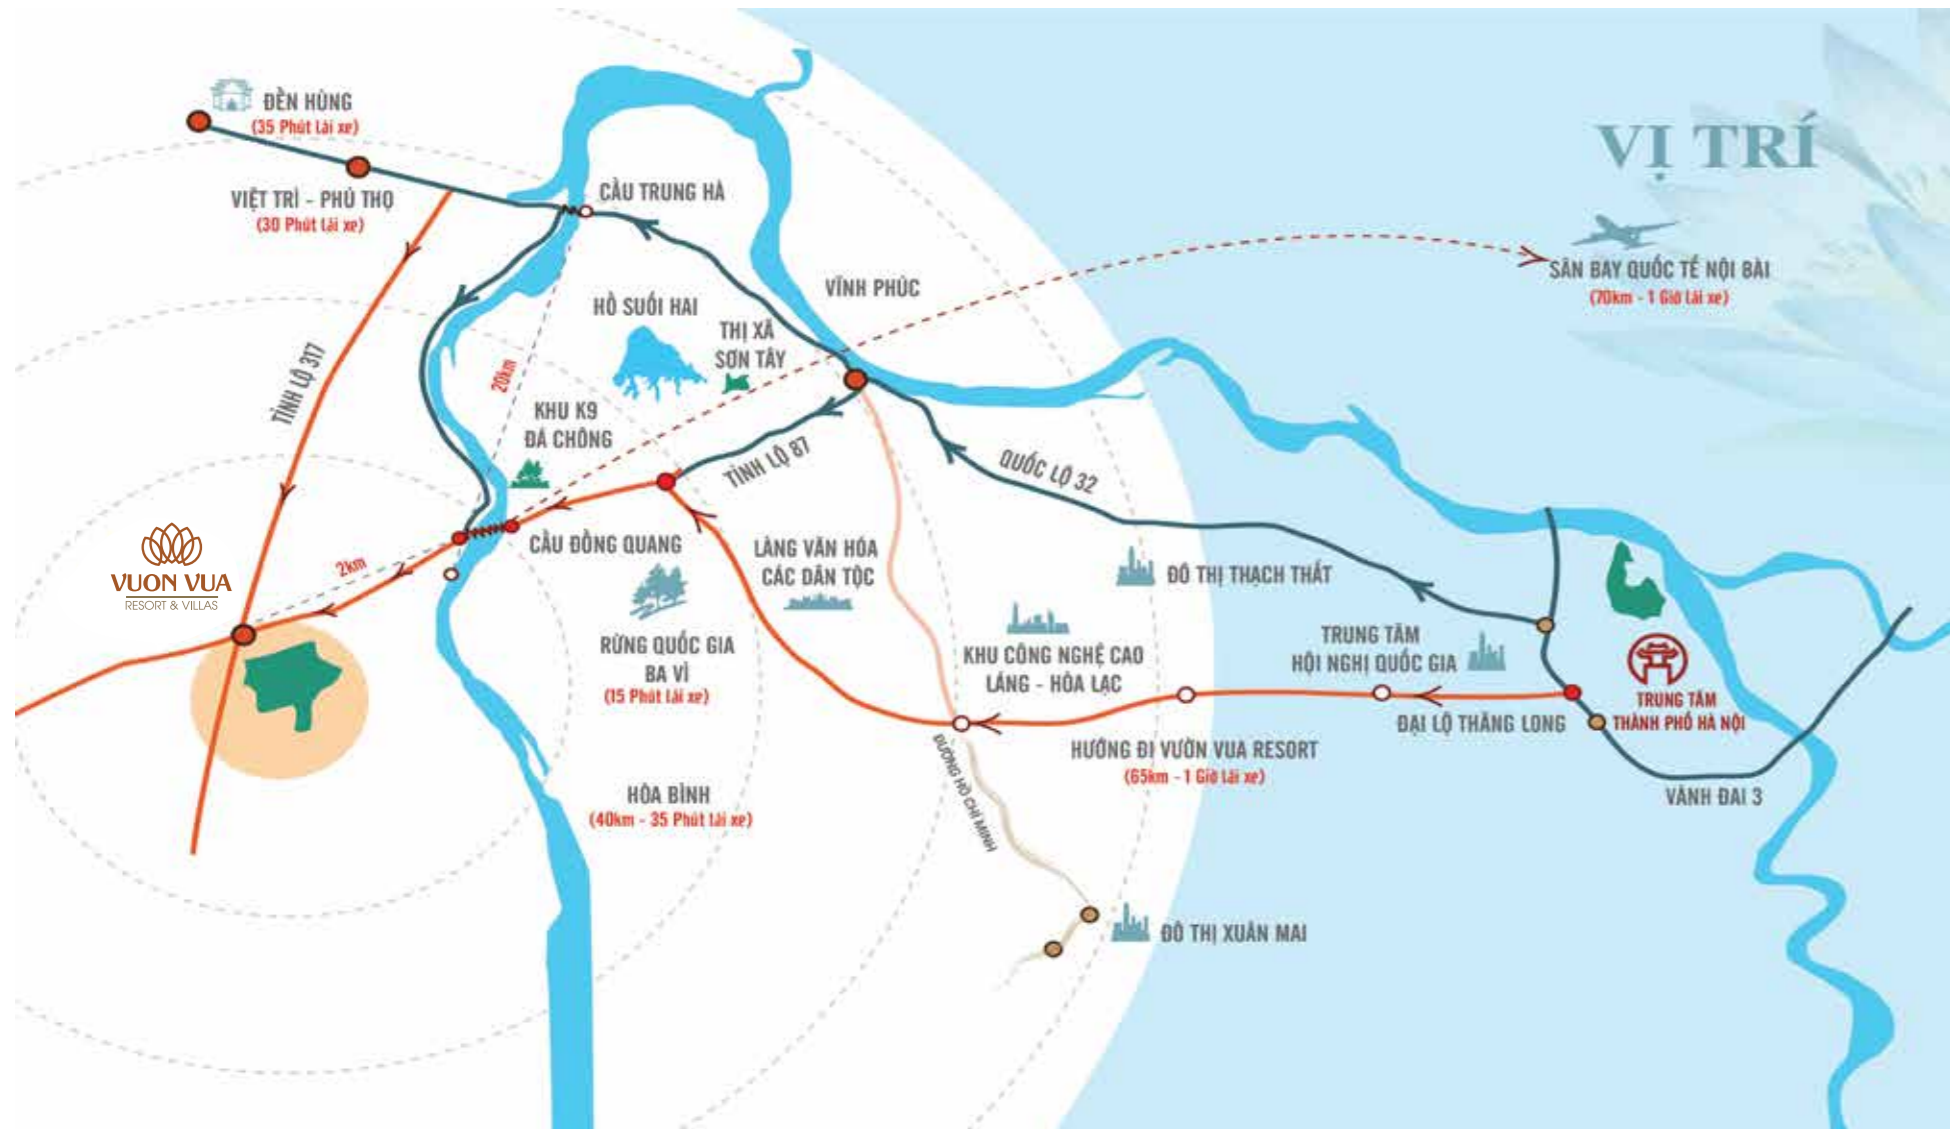 VỊ TRÍ
ĐỀN HÙNG
(35 Phút lái xe)
VIỆT TRÌ - PHÚ THỌ
(30 Phút lái xe)
CẦU TRUNG HÀ
SÂN BAY QUỐC TẾ NỘI BÀI
(70km - 1 Giờ lái xe)
VĨNH PHÚC
HỒ SUỐI HAI
THỊ XÃ
SƠN TÂY
TỈNH LỘ 317
20km
KHU K9
ĐÁ CHÔNG
TỈNH LỘ 87
QUỐC LỘ 32
CẦU ĐỒNG QUANG
2km
VUON VUA
RESORT & VILLAS
LÀNG VĂN HÓA
CÁC DÂN TỘC
ĐÔ THỊ THẠCH THẤT
RỪNG QUỐC GIA
BA VÌ
(15 Phút lái xe)
KHU CÔNG NGHỆ CAO
LÁNG - HÒA LẠC
TRUNG TÂM
HỘI NGHỊ QUỐC GIA
TRUNG TÂM
THÀNH PHỐ HÀ NỘI
ĐẠI LỘ THĂNG LONG
HƯỚNG ĐI VƯỜN VUA RESORT
(65km - 1 Giờ lái xe)
ĐƯỜNG HỒ CHÍ MINH
HÒA BÌNH
(40km - 35 Phút lái xe)
VÀNH ĐAI 3
ĐÔ THỊ XUÂN MAI